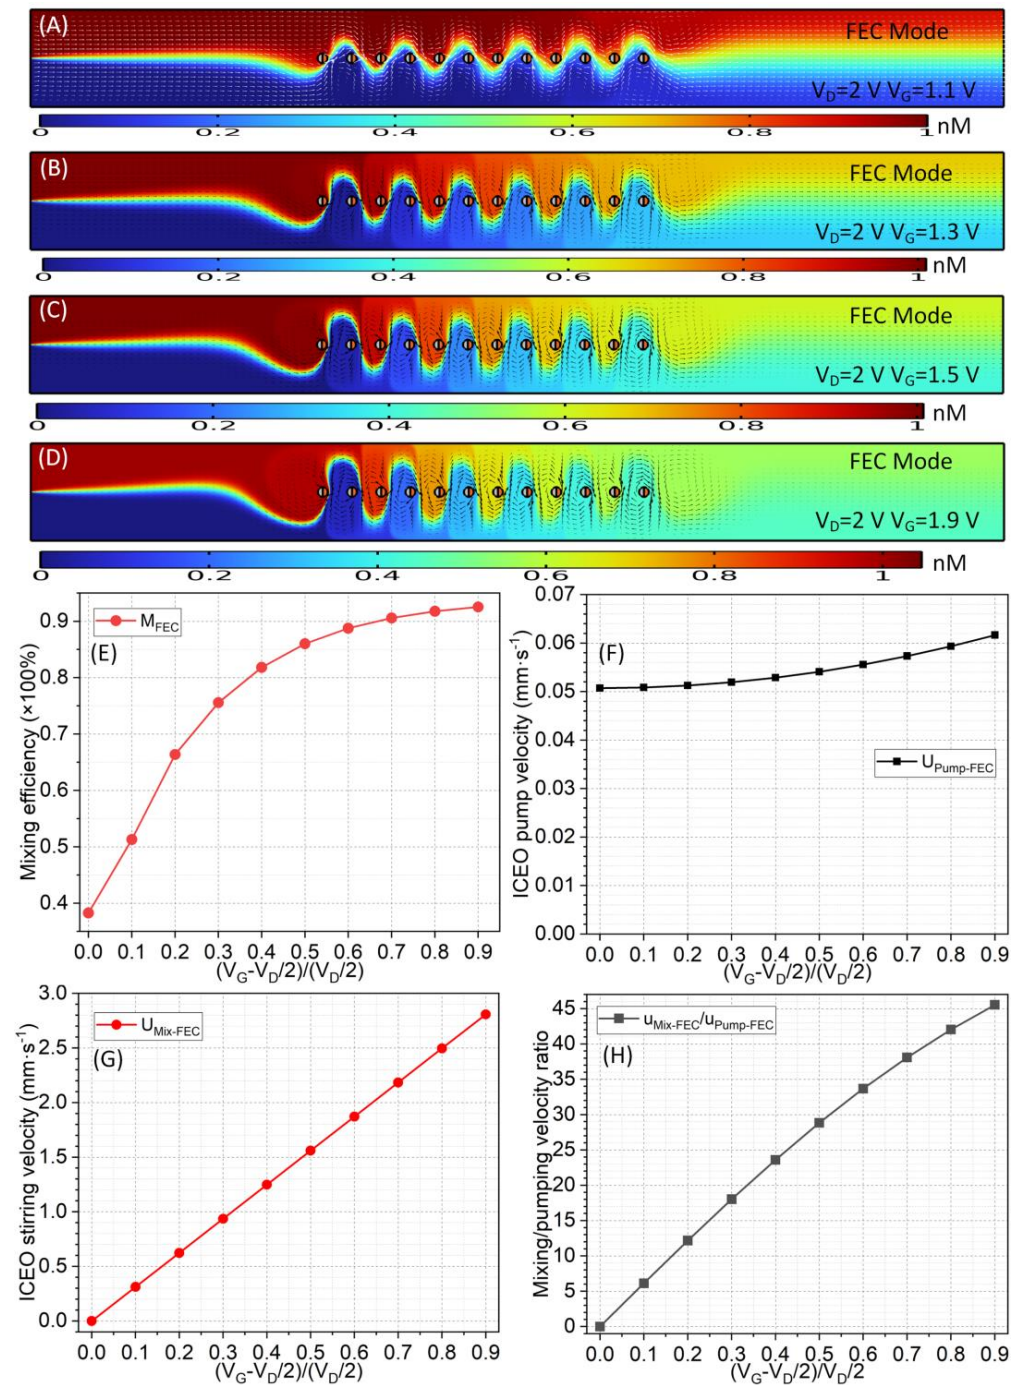 (A)
FEC Mode
V_D=2 V V_G=1.1 V
0 0.2 0.4 0.6 0.8 1 nM
(B)
FEC Mode
V_D=2 V V_G=1.3 V
0 0.2 0.4 0.6 0.8 1 nM
(C)
FEC Mode
V_D=2 V V_G=1.5 V
0 0.2 0.4 0.6 0.8 1 nM
(D)
FEC Mode
V_D=2 V V_G=1.9 V
0 0.2 0.4 0.6 0.8 1 nM
M_FEC
(E)
Mixing efficiency (×100%)
0.9
0.8
0.7
0.6
0.5
0.4
0.0 0.1 0.2 0.3 0.4 0.5 0.6 0.7 0.8 0.9
(V_G-V_D/2)/(V_D/2)
(F)
U_Pump-FEC
ICEO pump velocity (mm·s⁻¹)
0.07
0.06
0.05
0.04
0.03
0.02
0.01
0.00
0.0 0.1 0.2 0.3 0.4 0.5 0.6 0.7 0.8 0.9
(V_G-V_D/2)/(V_D/2)
U_Mix-FEC
(G)
ICEO stirring velocity (mm·s⁻¹)
3.0
2.5
2.0
1.5
1.0
0.5
0.0
0.0 0.1 0.2 0.3 0.4 0.5 0.6 0.7 0.8 0.9
(V_G-V_D/2)/(V_D/2)
u_Mix-FEC/u_Pump-FEC
(H)
Mixing/pumping velocity ratio
45
40
35
30
25
20
15
10
5
0
0.0 0.1 0.2 0.3 0.4 0.5 0.6 0.7 0.8 0.9
(V_G-V_D/2)/V_D/2